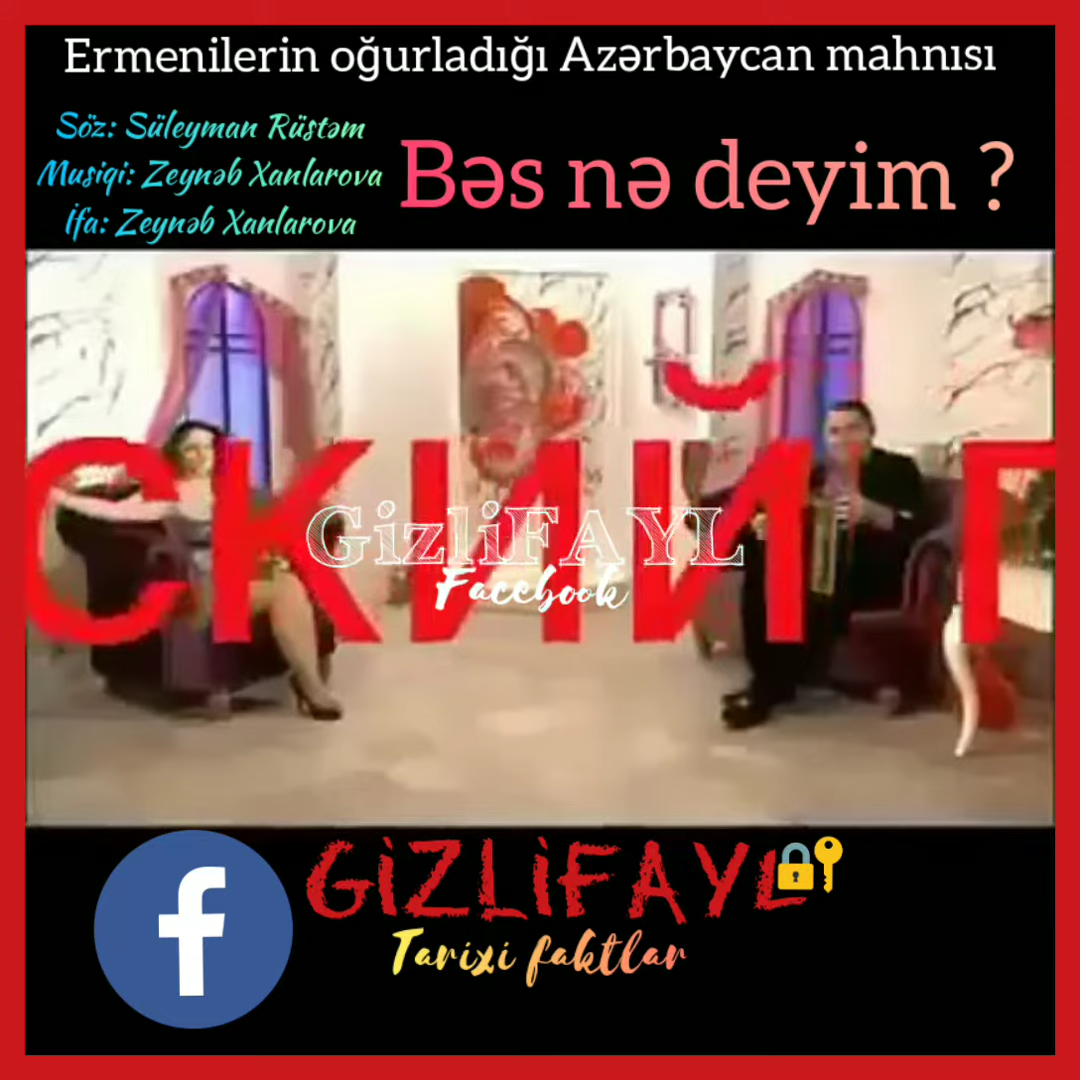 Ermenilerin oğurladığı Azərbaycan mahnısı
Söz: Süleyman Rüstəm
Musiqi: Zeynəb Xanlarova
İfa: Zeynəb Xanlarova
Bəs nə deyim ?
СКИЙ Г
GizliFAYL
Facebook
f
GİZLİFAYL
Tarixi faktlar